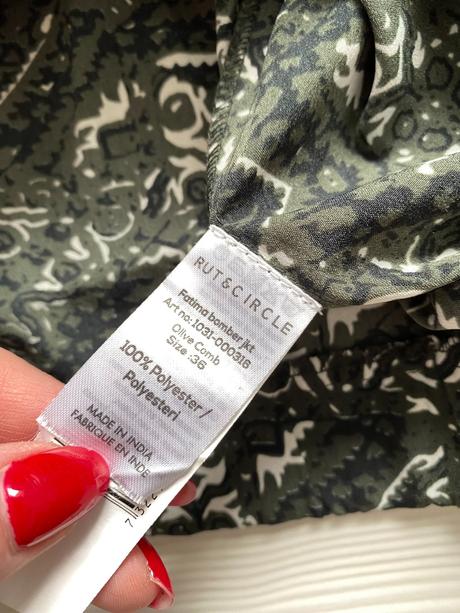 RUT&CIRCLE
Fatima bomber jkt
Art no: 1031-000316
Olive Comb
Size :36
100% Polyester/
Polyesteri
MADE IN INDIA
FABRIQUE EN INDE